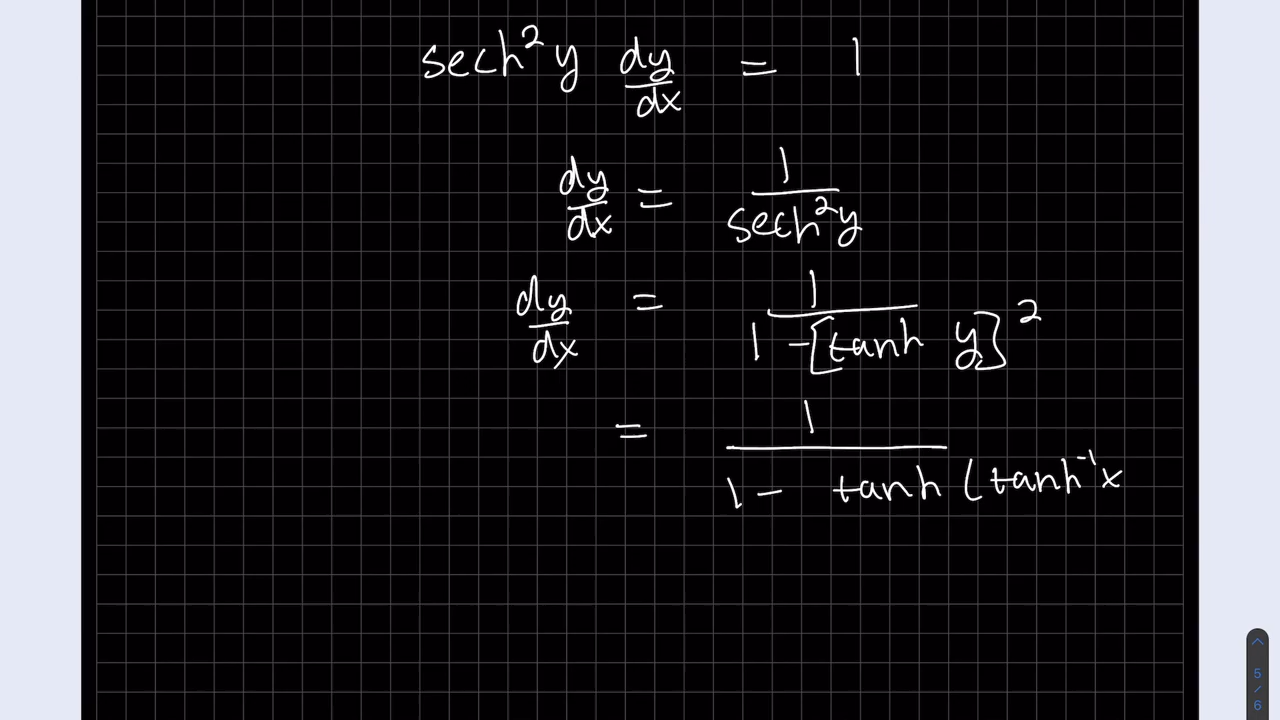 sech²y dy/dx = 1
dy/dx = 1/sech²y
dy/dx = 1/1 - [tanh y]²
= 1/1 - tanh (tanh⁻¹x
5
/
6